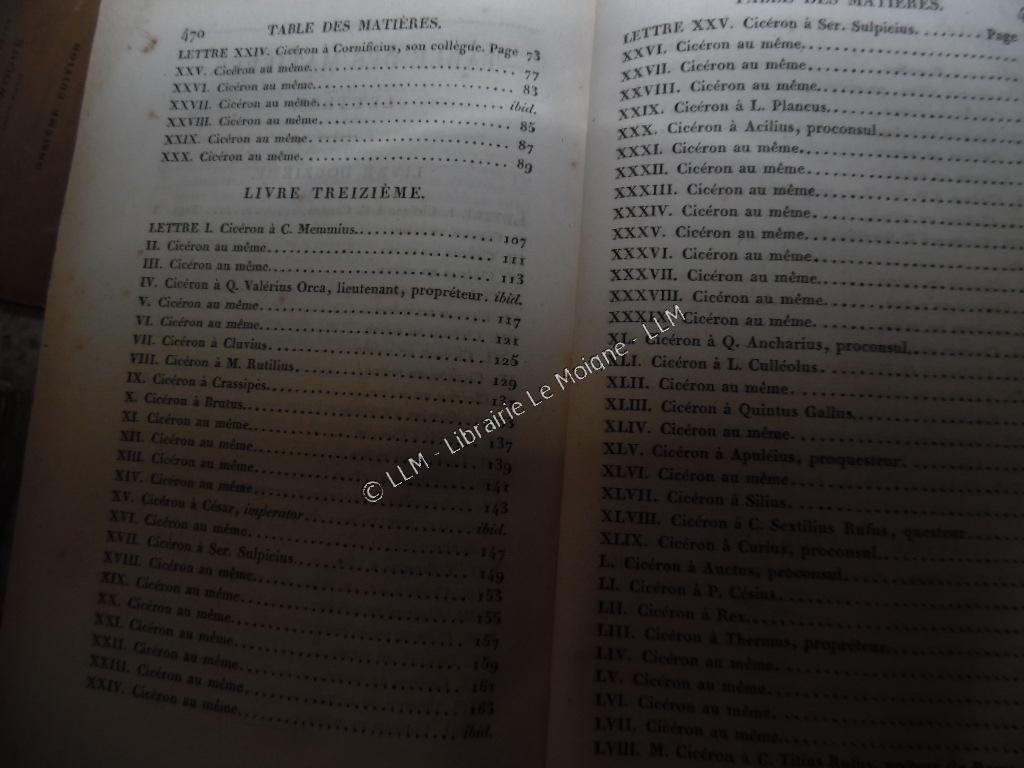 ONZIÈME ÉDITION
470 TABLE DES MATIÈRES.
LETTRE XXIV. Cicéron à Cornificius, son collègue. Page 73
XXV. Cicéron au même. 77
XXVI. Cicéron au même. 83
XXVII. Cicéron au même. ibid.
XXVIII. Cicéron au même. 85
XXIX. Cicéron au même. 87
XXX. Cicéron au même. 89
LIVRE TREIZIÈME.
LETTRE I. Cicéron à C. Memmius. 107
II. Cicéron au même. 111
III. Cicéron au même. 113
IV. Cicéron à Q. Valérius Orca, lieutenant, propréteur. ibid.
V. Cicéron au même. 117
VI. Cicéron au même. 121
VII. Cicéron à Cluvius. 125
VIII. Cicéron à M. Rutilius. 129
IX. Cicéron à Crassipès.
X. Cicéron à Brutus.
XI. Cicéron au même. 137
XII. Cicéron au même. 139
XIII. Cicéron au même. 141
XIV. Cicéron au même. 143
XV. Cicéron à César, imperator. ibid.
XVI. Cicéron au même. 147
XVII. Cicéron à Ser. Sulpicius. 149
XVIII. Cicéron au même. 153
XIX. Cicéron au même. 155
XX. Cicéron au même. 157
XXI. Cicéron au même. 159
XXII. Cicéron au même. 161
XXIII. Cicéron au même. 163
XXIV. Cicéron au même. ibid.
TABLE DES MATIÈRES.
LETTRE XXV. Cicéron à Ser. Sulpicius. Page
XXVI. Cicéron au même.
XXVII. Cicéron au même.
XXVIII. Cicéron au même.
XXIX. Cicéron à L. Plancus.
XXX. Cicéron à Acilius, proconsul.
XXXI. Cicéron au même.
XXXII. Cicéron au même.
XXXIII. Cicéron au même.
XXXIV. Cicéron au même.
XXXV. Cicéron au même.
XXXVI. Cicéron au même.
XXXVII. Cicéron au même.
XXXVIII. Cicéron au même.
XXXIX. Cicéron au même.
XL. Cicéron à Q. Ancharius, proconsul.
XLI. Cicéron à L. Culléolus.
XLII. Cicéron au même.
XLIII. Cicéron à Quintus Gallus.
XLIV. Cicéron au même.
XLV. Cicéron à Apuléius, proquesteur.
XLVI. Cicéron au même.
XLVII. Cicéron à Silius.
XLVIII. Cicéron à C. Sextilius Rufus, questeur.
XLIX. Cicéron à Curius, proconsul.
L. Cicéron à Auctus, proconsul.
LI. Cicéron à P. Césius.
LII. Cicéron à Rex.
LIII. Cicéron à Thermus, propréteur.
LIV. Cicéron au même.
LV. Cicéron au même.
LVI. Cicéron au même.
LVII. Cicéron au même.
LVIII. M. Cicéron à C. Titius Rufus,
© LLM - Librairie Le Moigne - LLM